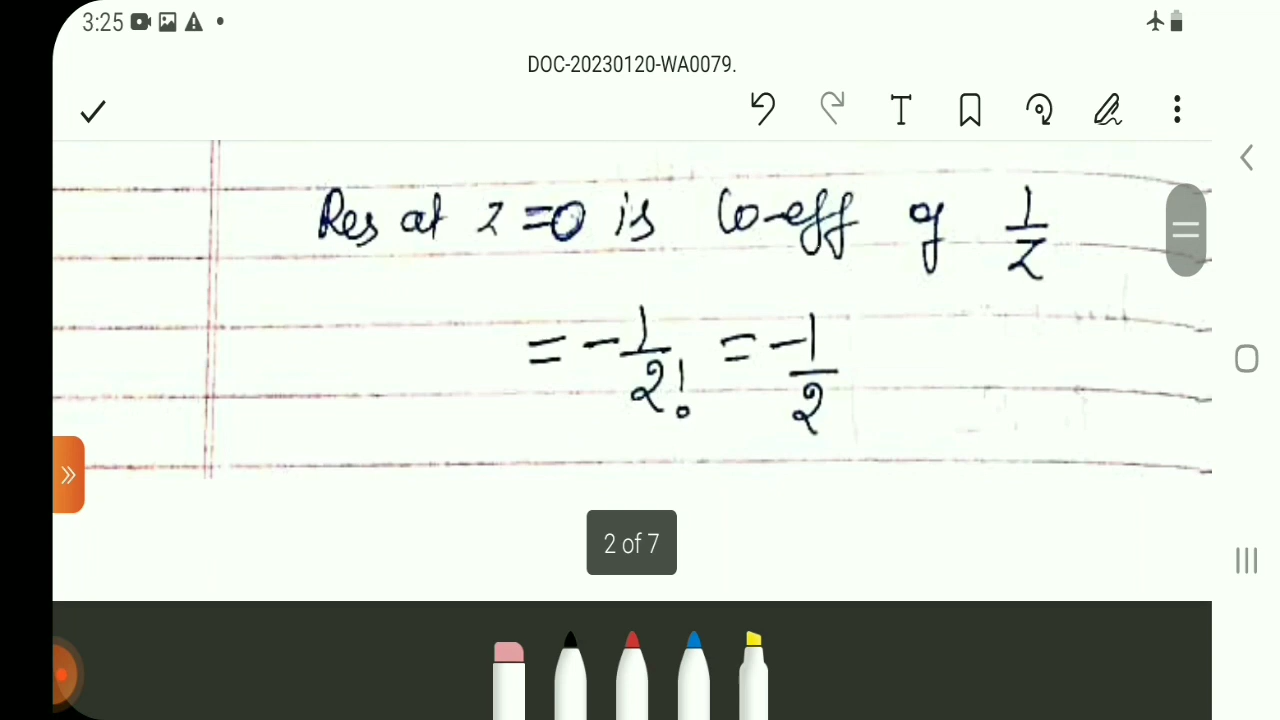 3:25
DOC-20230120-WA0079.
Res at z = 0 is Co-eff of 1/z
= - 1/2! = - 1/2
2 of 7